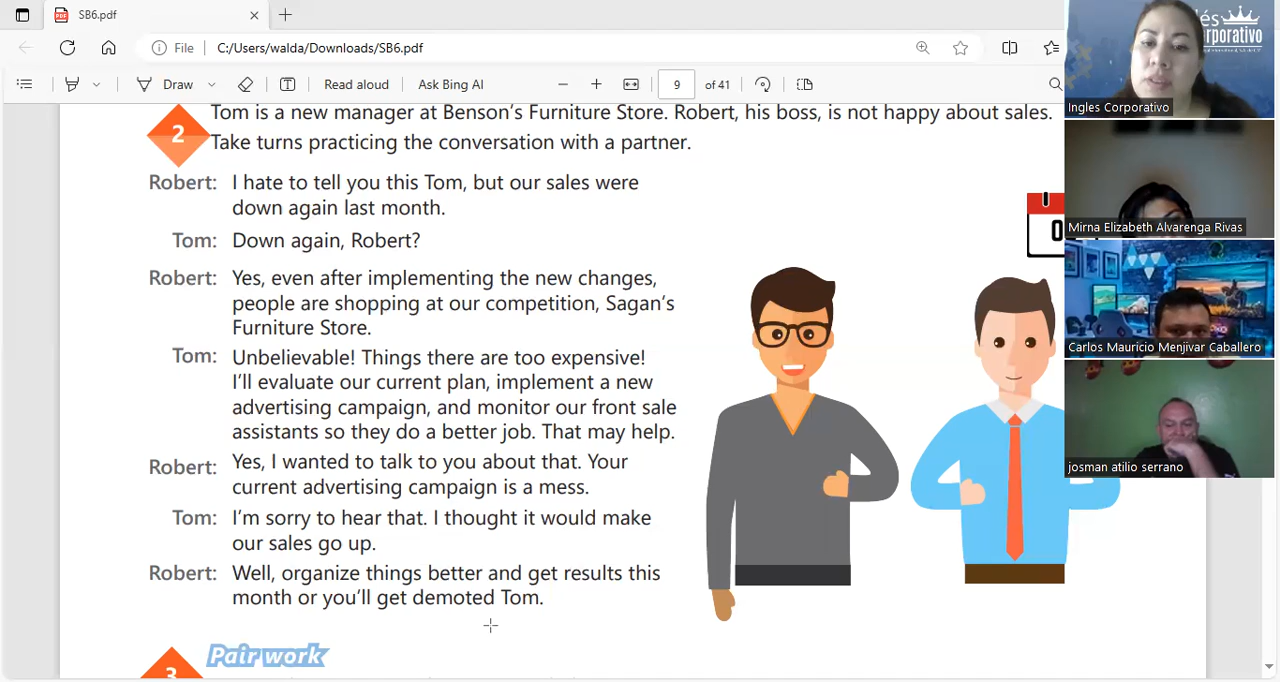 SB6.pdf
File
C:/Users/walda/Downloads/SB6.pdf
Draw
Read aloud
Ask Bing AI
9
of 41
és
rporativo
Ingles Corporativo
Mirna Elizabeth Alvarenga Rivas
Carlos Mauricio Menjivar Caballero
josman atilio serrano
2
Tom is a new manager at Benson's Furniture Store. Robert, his boss, is not happy about sales.
Take turns practicing the conversation with a partner.
Robert: I hate to tell you this Tom, but our sales were
down again last month.
Tom: Down again, Robert?
Robert: Yes, even after implementing the new changes,
people are shopping at our competition, Sagan's
Furniture Store.
Tom: Unbelievable! Things there are too expensive!
I'll evaluate our current plan, implement a new
advertising campaign, and monitor our front sale
assistants so they do a better job. That may help.
Robert: Yes, I wanted to talk to you about that. Your
current advertising campaign is a mess.
Tom: I'm sorry to hear that. I thought it would make
our sales go up.
Robert: Well, organize things better and get results this
month or you'll get demoted Tom.
3
Pair work